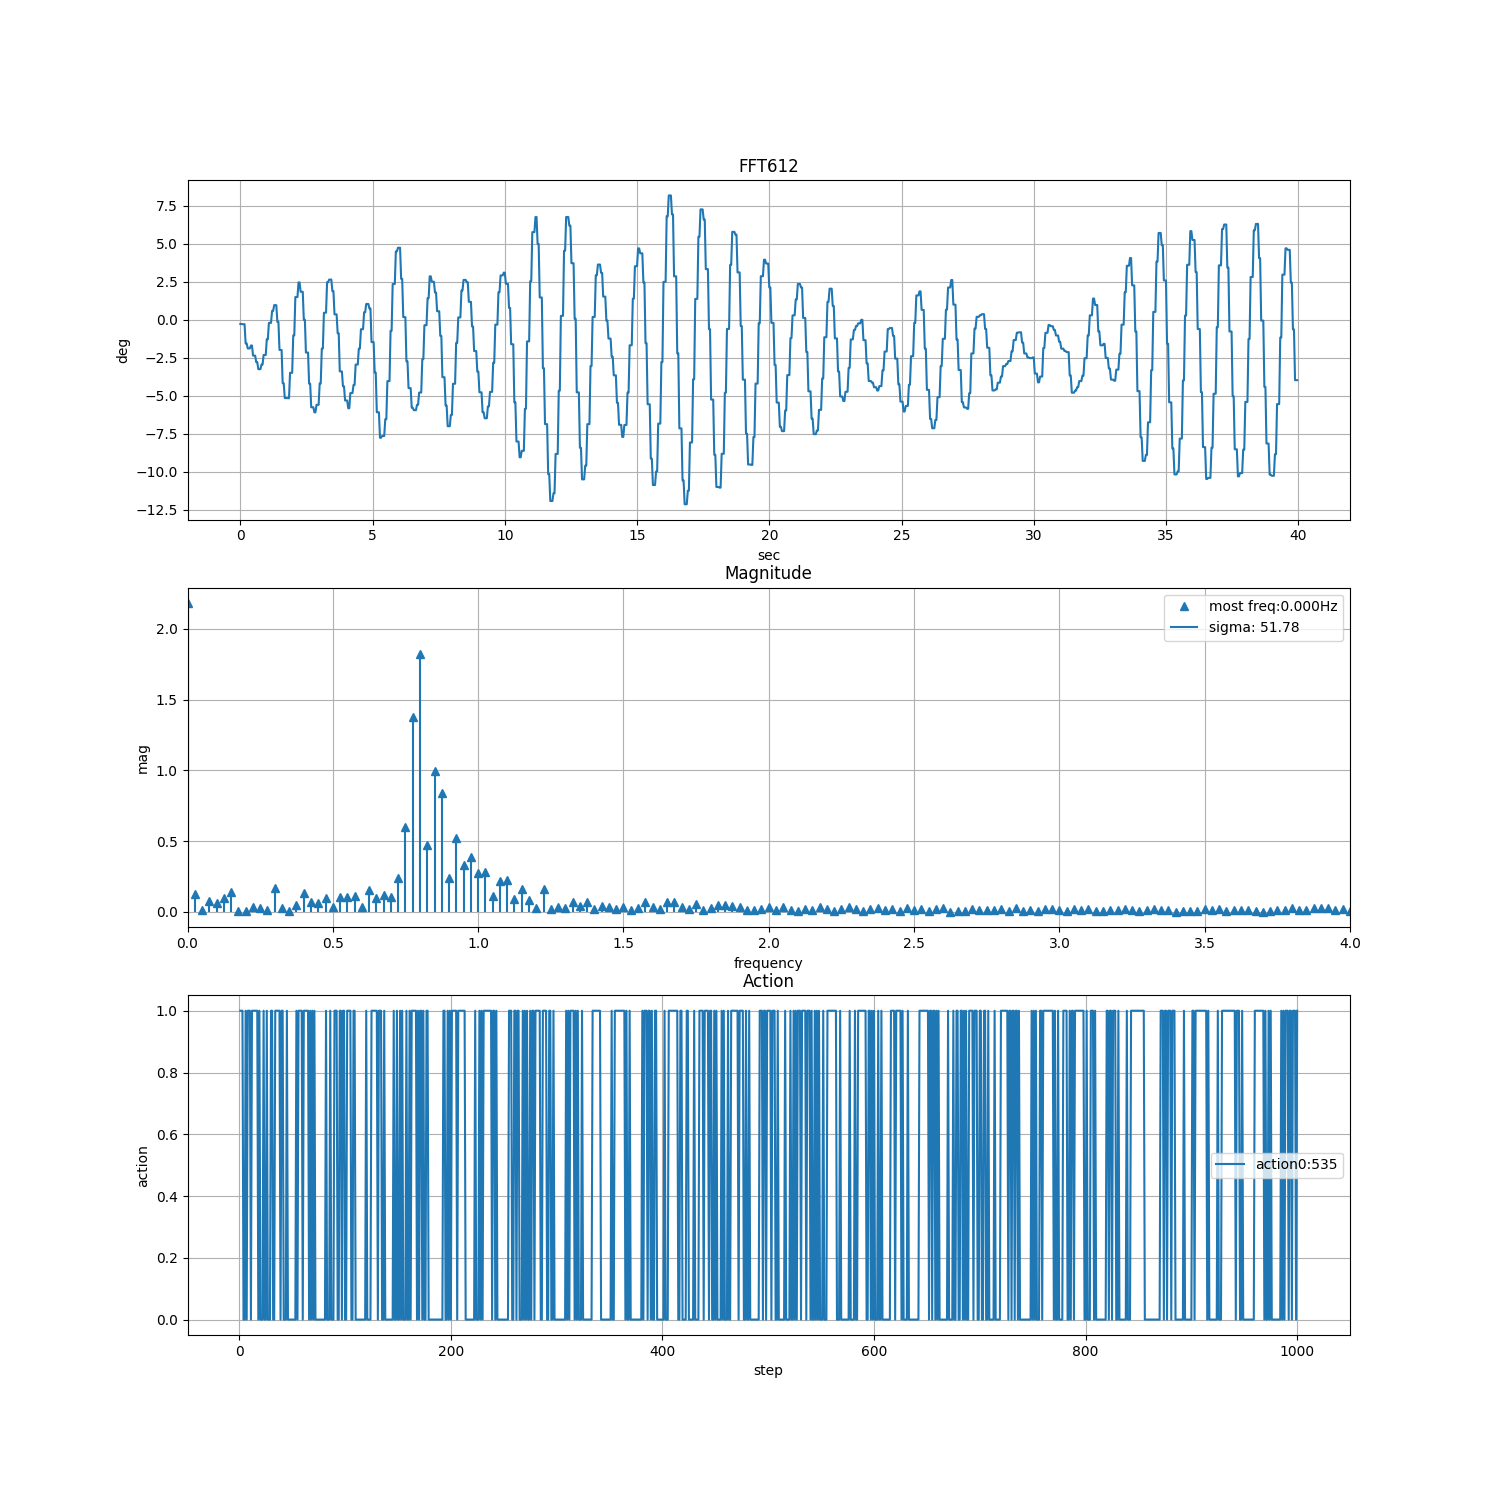 FFT612
7.5
5.0
2.5
0.0
−2.5
−5.0
−7.5
−10.0
−12.5
deg
0 5 10 15 20 25 30 35 40
sec
Magnitude
most freq:0.000Hz
sigma: 51.78
2.0
1.5
1.0
0.5
0.0
mag
0.0 0.5 1.0 1.5 2.0 2.5 3.0 3.5 4.0
frequency
Action
1.0
0.8
0.6
0.4
0.2
0.0
action
action0:535
0 200 400 600 800 1000
step